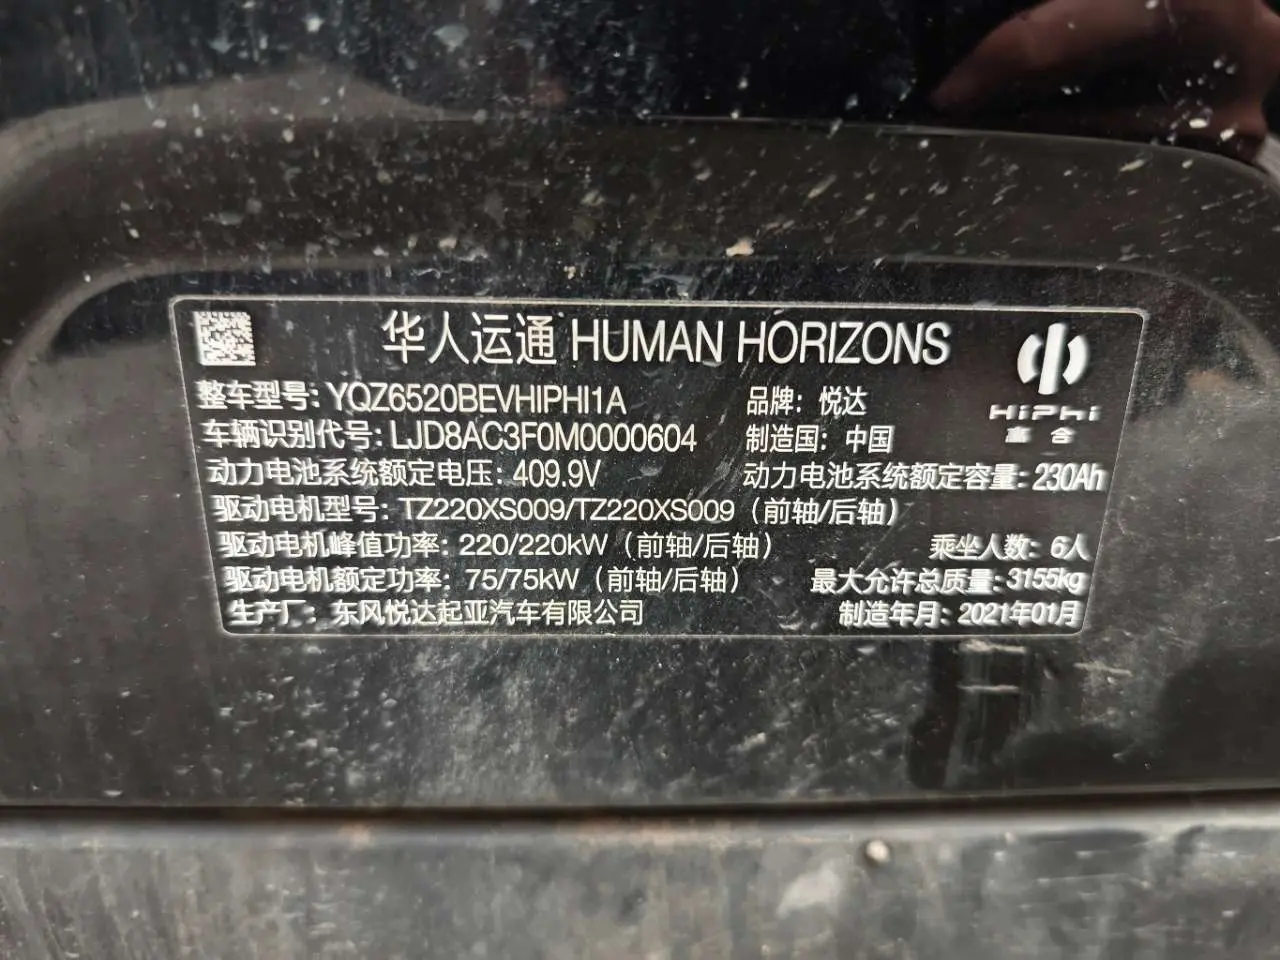 华人运通 HUMAN HORIZONS
HiPhi
高合
整车型号: YQZ6520BEVHIPHI1A 品牌: 悦达
车辆识别代号: LJD8AC3F0M0000604 制造国: 中国
动力电池系统额定电压: 409.9V 动力电池系统额定容量: 230Ah
驱动电机型号: TZ220XS009/TZ220XS009（前轴/后轴）
驱动电机峰值功率: 220/220kW（前轴/后轴） 乘坐人数: 6人
驱动电机额定功率: 75/75kW（前轴/后轴） 最大允许总质量: 3155kg
生产厂: 东风悦达起亚汽车有限公司 制造年月: 2021年01月